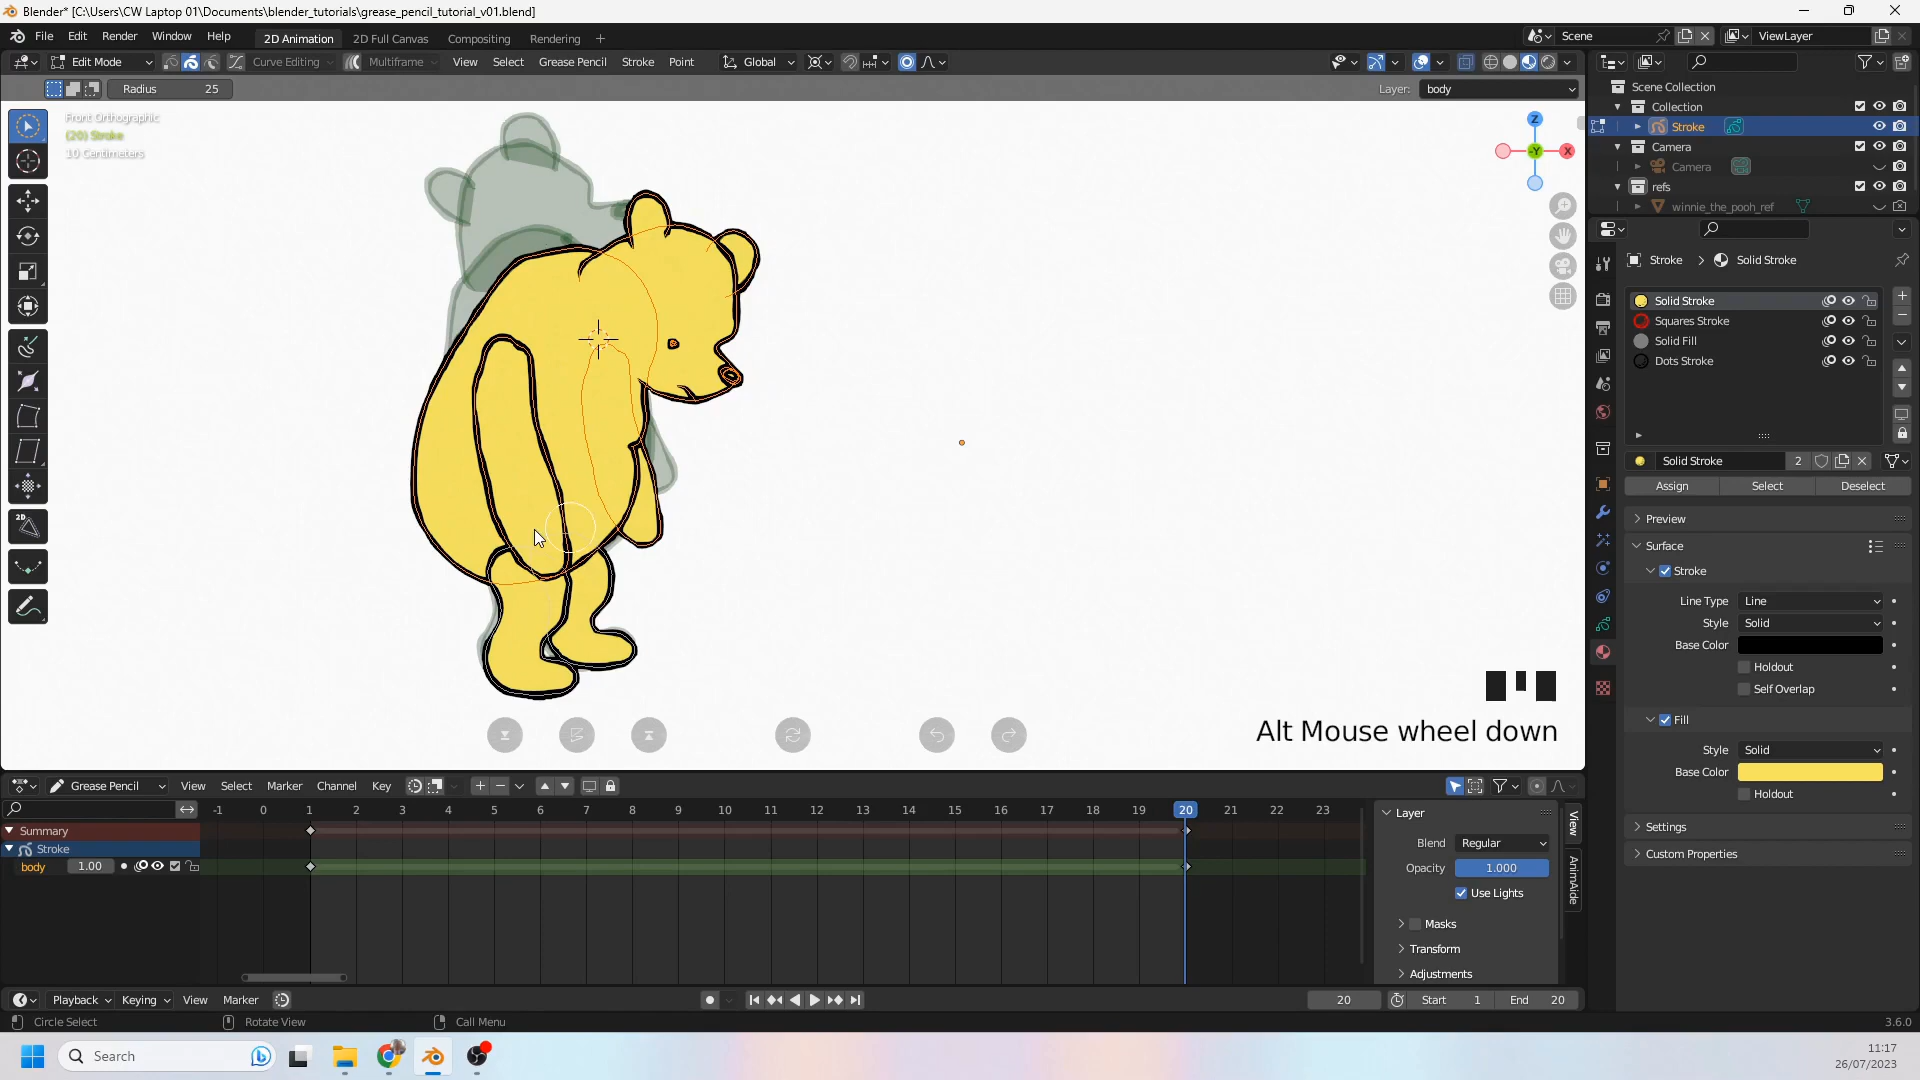 Blender* [C:\Users\CW Laptop 01\Documents\blender_tutorials\grease_pencil_tutorial_v01.blend]
File Edit Render Window Help 2D Animation 2D Full Canvas Compositing Rendering + Scene ViewLayer
Edit Mode Curve Editing Multiframe View Select Grease Pencil Stroke Point Global
Radius 25 Layer: body
Front Orthographic
(20) Stroke
10 Centimeters
Z
-Y X
Scene Collection
Collection
Stroke
Camera
Camera
refs
winnie_the_pooh_ref
Stroke > Solid Stroke
Solid Stroke
Squares Stroke
Solid Fill
Dots Stroke
Solid Stroke 2
Assign Select Deselect
Preview
Surface
Stroke
Line Type Line
Style Solid
Base Color
Holdout
Self Overlap
Fill
Style Solid
Base Color
Holdout
Settings
Custom Properties
2D
Alt Mouse wheel down
Grease Pencil View Select Marker Channel Key
-1 0 1 2 3 4 5 6 7 8 9 10 11 12 13 14 15 16 17 18 19 20 21 22 23
Summary
Stroke
body 1.00
Layer
Blend Regular
Opacity 1.000
Use Lights
Masks
Transform
Adjustments
View
AnimAide
Playback Keying View Marker 20 Start 1 End 20
Circle Select Rotate View Call Menu 3.6.0
Search
11:17
26/07/2023